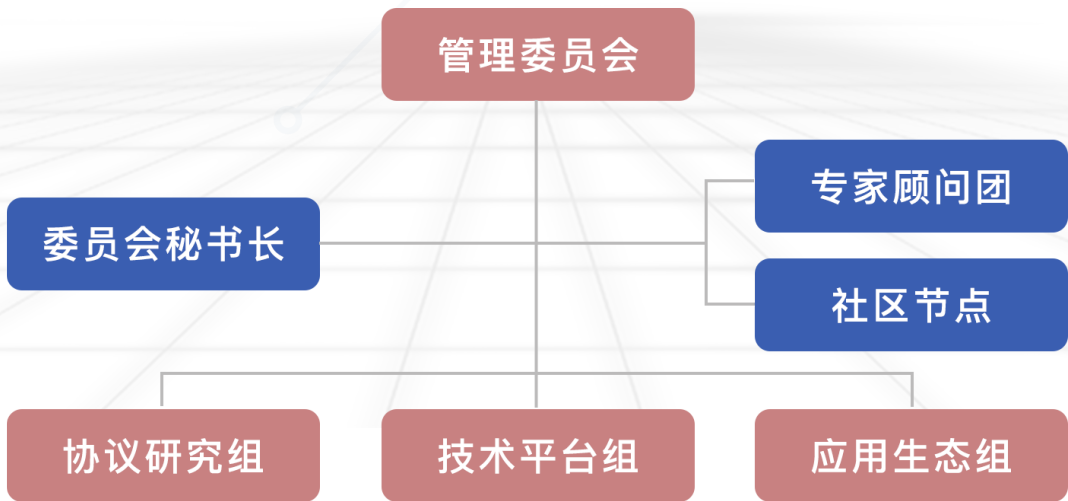 管理委员会
专家顾问团
委员会秘书长
社区节点
协议研究组
技术平台组
应用生态组